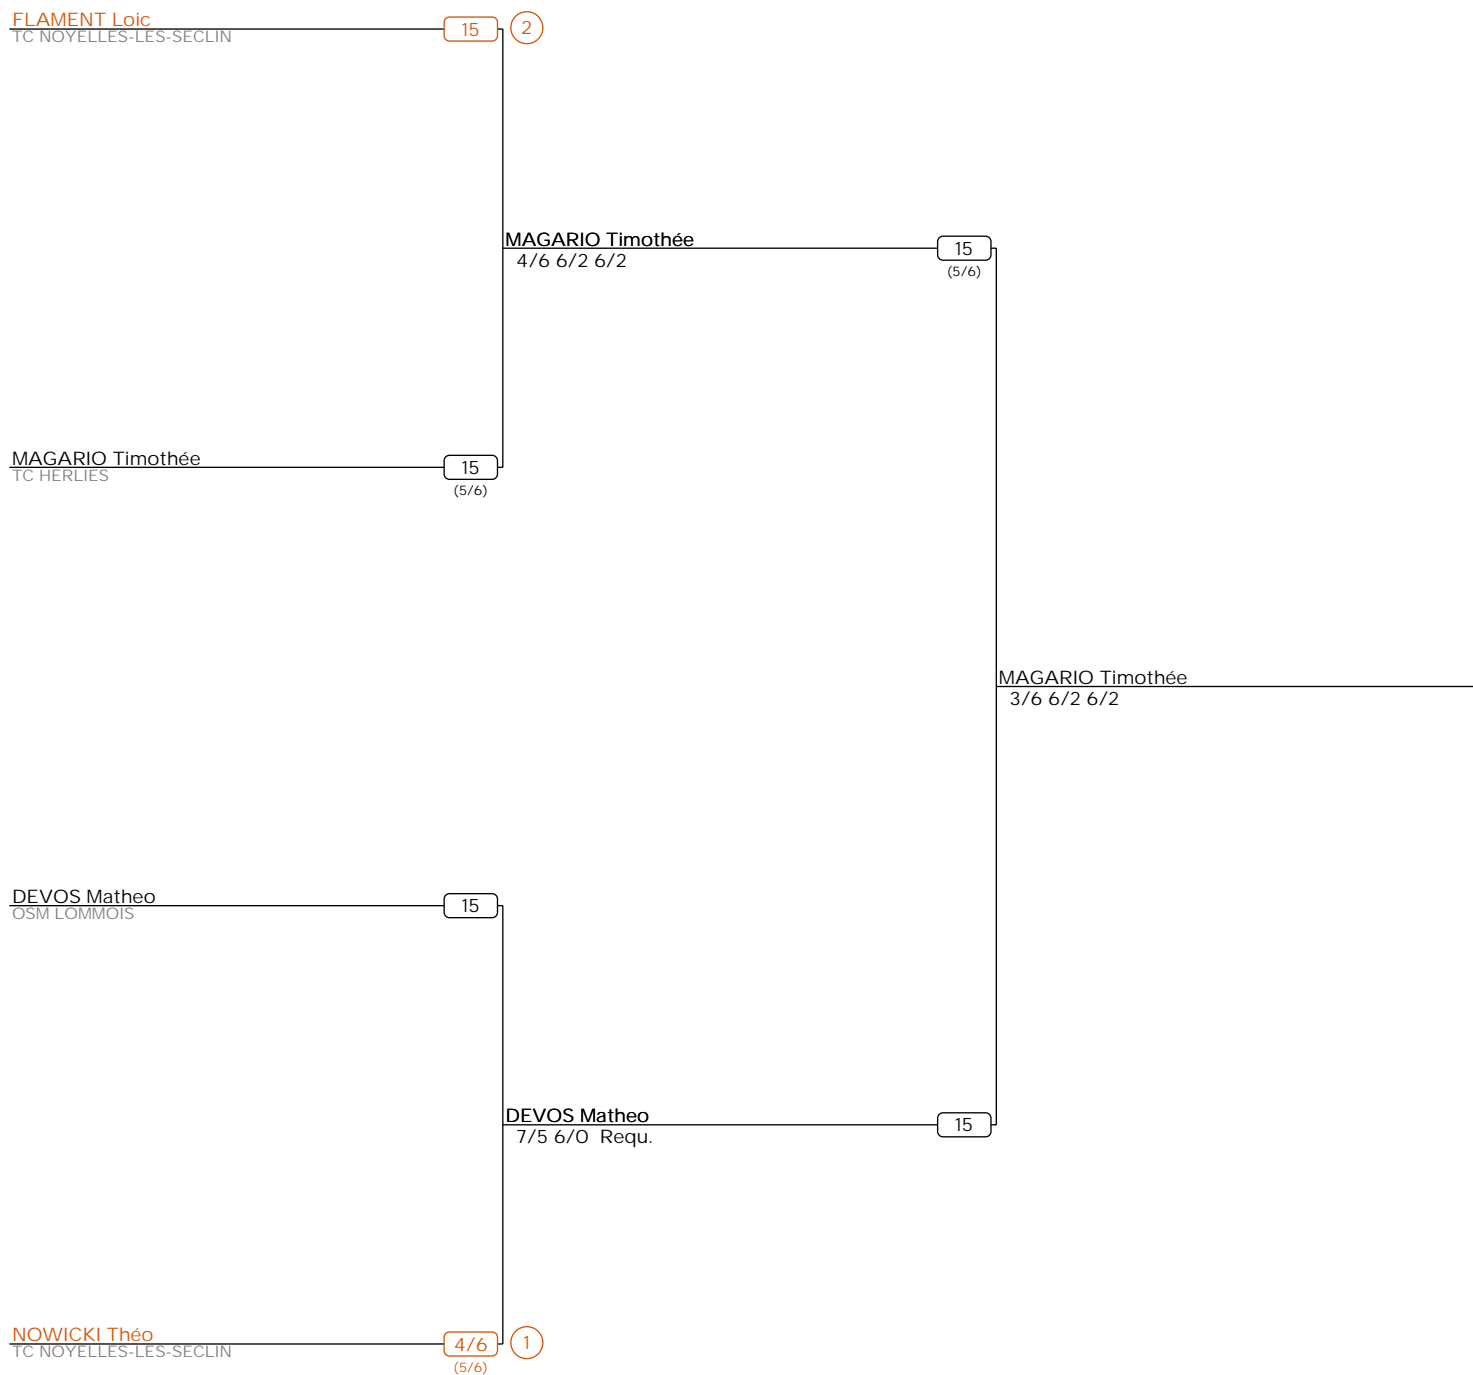 FLAMENT Loic
TC NOYELLES-LES-SECLIN
15
2
MAGARIO Timothée
4/6 6/2 6/2
15
(5/6)
MAGARIO Timothée
TC HERLIES
15
(5/6)
MAGARIO Timothée
3/6 6/2 6/2
DEVOS Matheo
OSM LOMMOIS
15
DEVOS Matheo
7/5 6/0 Requ.
15
NOWICKI Théo
TC NOYELLES-LES-SECLIN
4/6
(5/6)
1